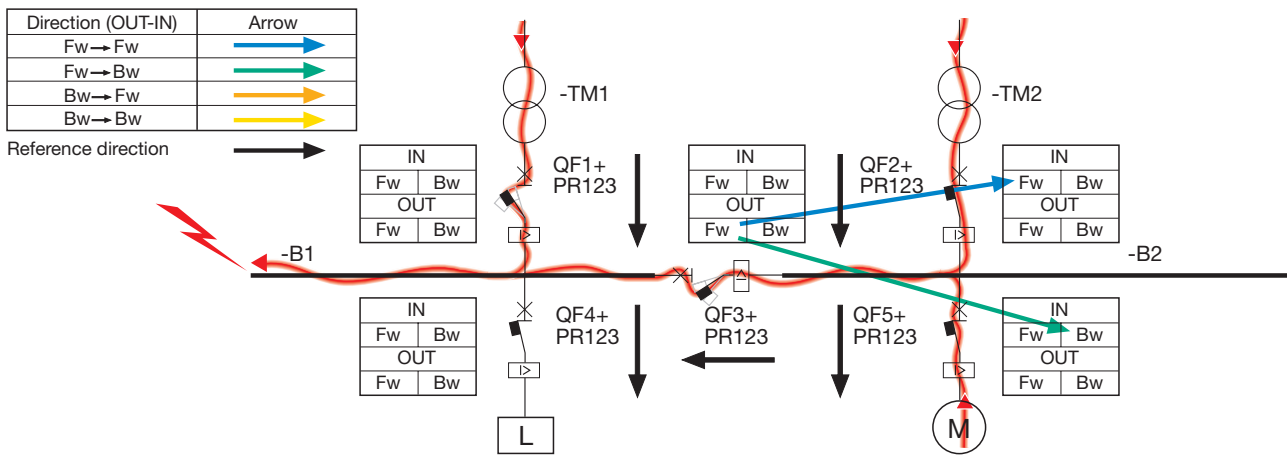 Direction (OUT-IN) Arrow
Fw→Fw
Fw→Bw
Bw→Fw
Bw→Bw
Reference direction
-TM1
-TM2
IN
Fw Bw
OUT
Fw Bw
QF1+
PR123
IN
Fw Bw
OUT
Fw Bw
QF2+
PR123
IN
Fw Bw
OUT
Fw Bw
-B1
-B2
I>
I>
I>
IN
Fw Bw
OUT
Fw Bw
QF4+
PR123
QF3+
PR123
QF5+
PR123
IN
Fw Bw
OUT
Fw Bw
I>
I>
L
M